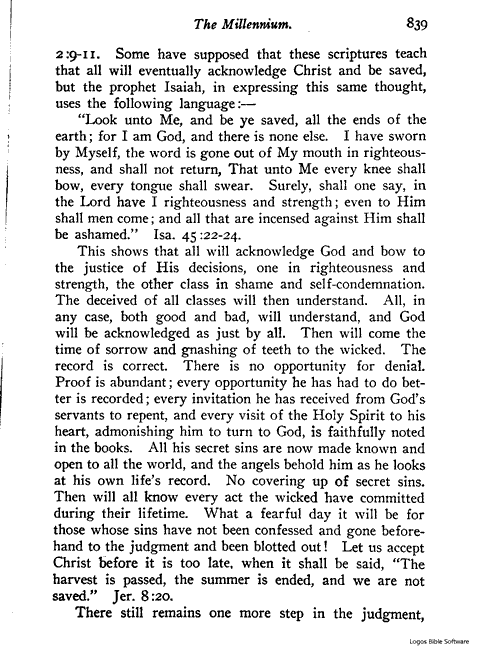 The Millennium. 839
2:9-11. Some have supposed that these scriptures teach
that all will eventually acknowledge Christ and be saved,
but the prophet Isaiah, in expressing this same thought,
uses the following language:—
“Look unto Me, and be ye saved, all the ends of the
earth; for I am God, and there is none else. I have sworn
by Myself, the word is gone out of My mouth in righteous-
ness, and shall not return, That unto Me every knee shall
bow, every tongue shall swear. Surely, shall one say, in
the Lord have I righteousness and strength; even to Him
shall men come; and all that are incensed against Him shall
be ashamed.” Isa. 45:22-24.
This shows that all will acknowledge God and bow to
the justice of His decisions, one in righteousness and
strength, the other class in shame and self-condemnation.
The deceived of all classes will then understand. All, in
any case, both good and bad, will understand, and God
will be acknowledged as just by all. Then will come the
time of sorrow and gnashing of teeth to the wicked. The
record is correct. There is no opportunity for denial.
Proof is abundant; every opportunity he has had to do bet-
ter is recorded; every invitation he has received from God’s
servants to repent, and every visit of the Holy Spirit to his
heart, admonishing him to turn to God, is faithfully noted
in the books. All his secret sins are now made known and
open to all the world, and the angels behold him as he looks
at his own life’s record. No covering up of secret sins.
Then will all know every act the wicked have committed
during their lifetime. What a fearful day it will be for
those whose sins have not been confessed and gone before-
hand to the judgment and been blotted out! Let us accept
Christ before it is too late, when it shall be said, “The
harvest is passed, the summer is ended, and we are not
saved.” Jer. 8:20.
There still remains one more step in the judgment,
Logos Bible Software